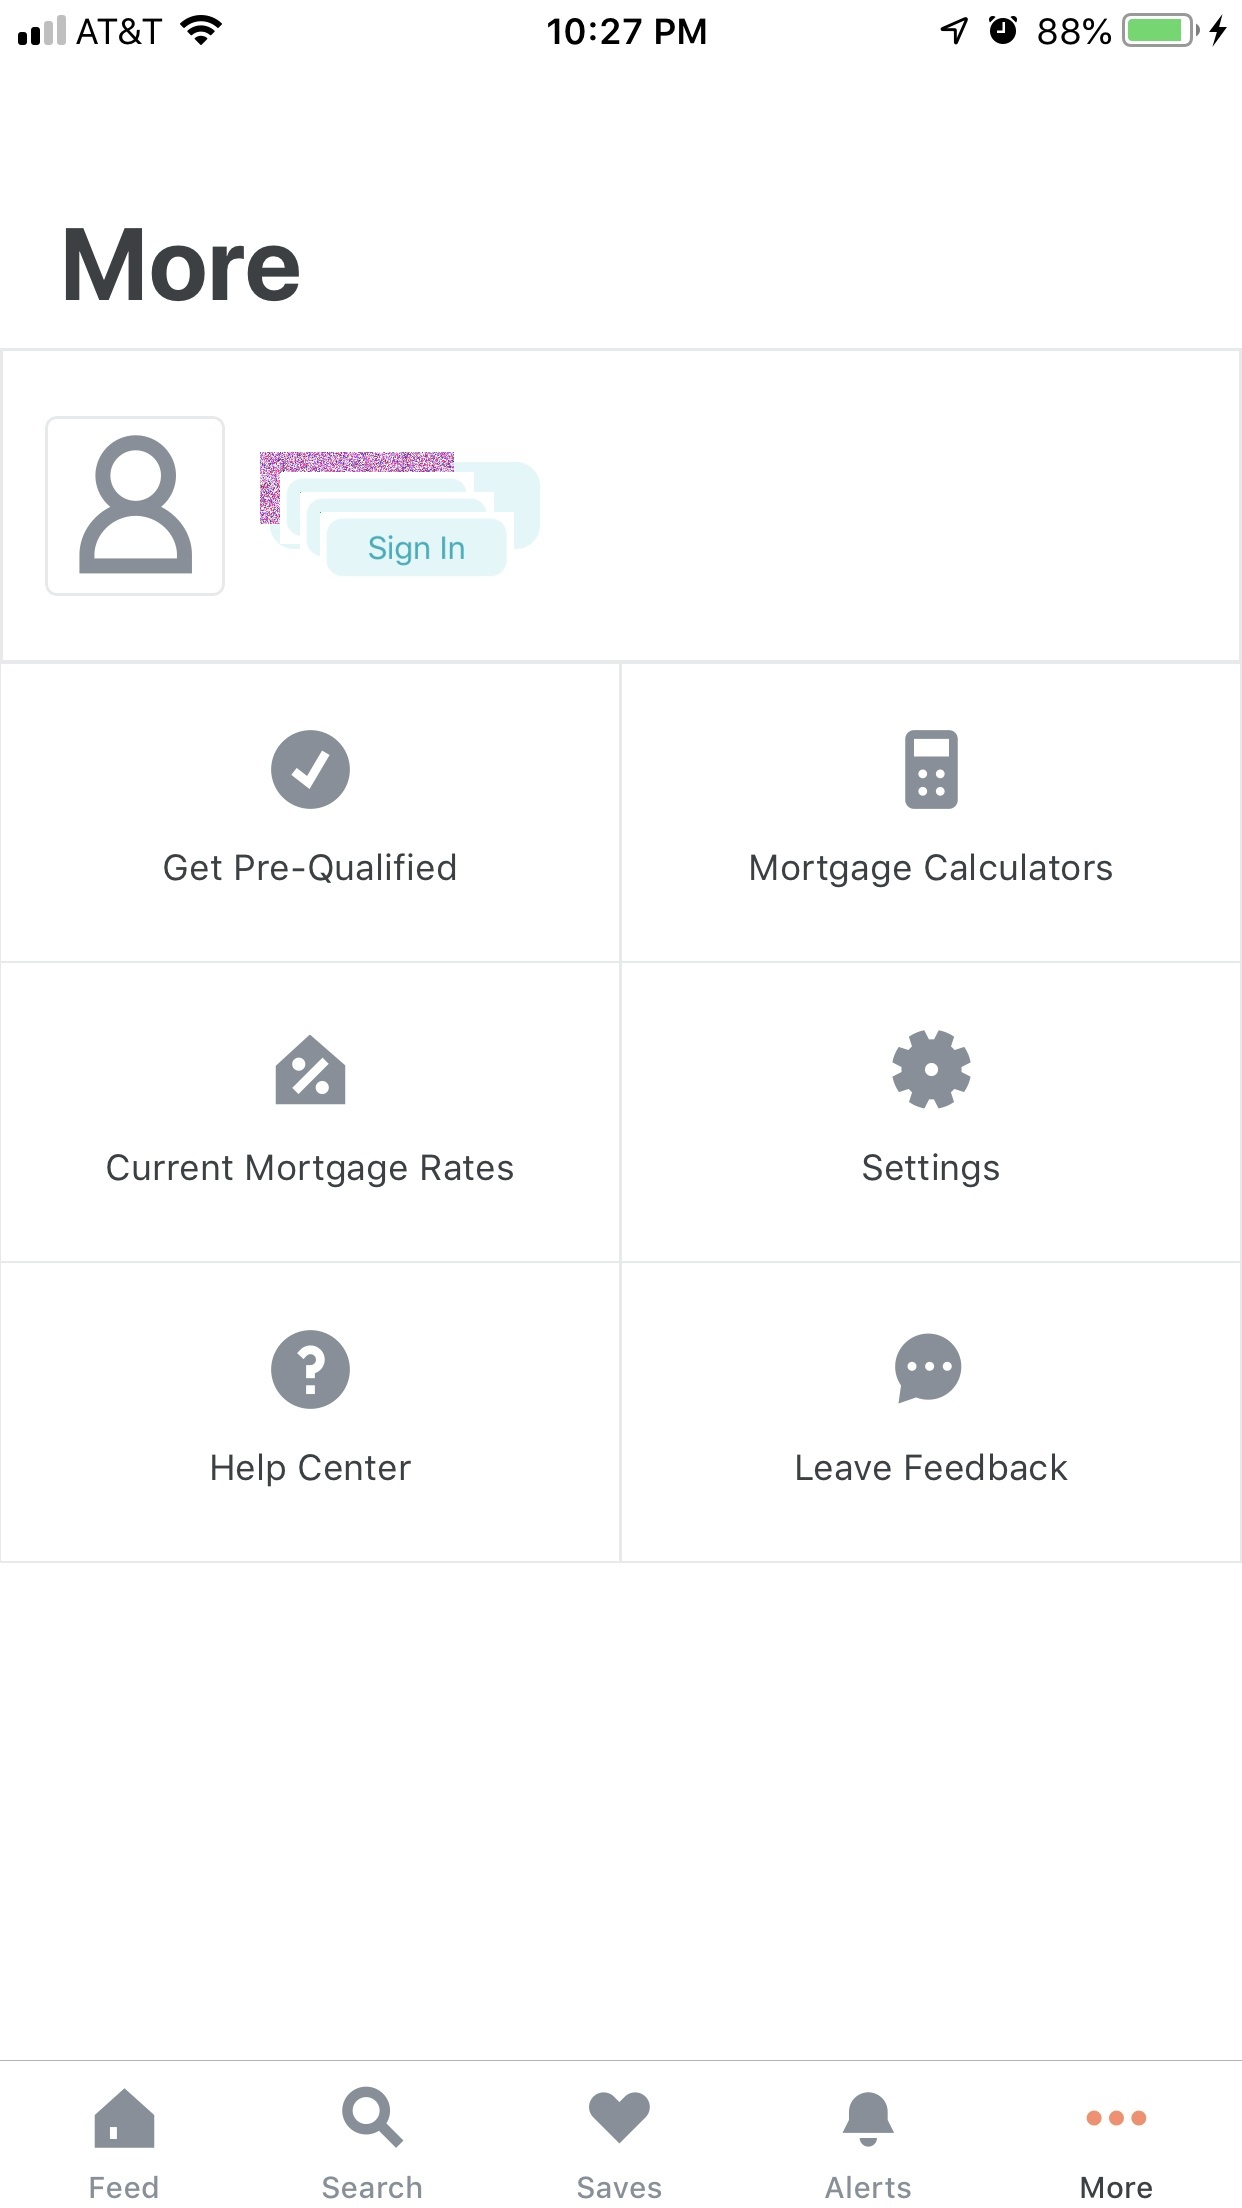 AT&T 10:27 PM 88%
More
Sign In
Get Pre-Qualified Mortgage Calculators
Current Mortgage Rates Settings
Help Center Leave Feedback
Feed Search Saves Alerts More